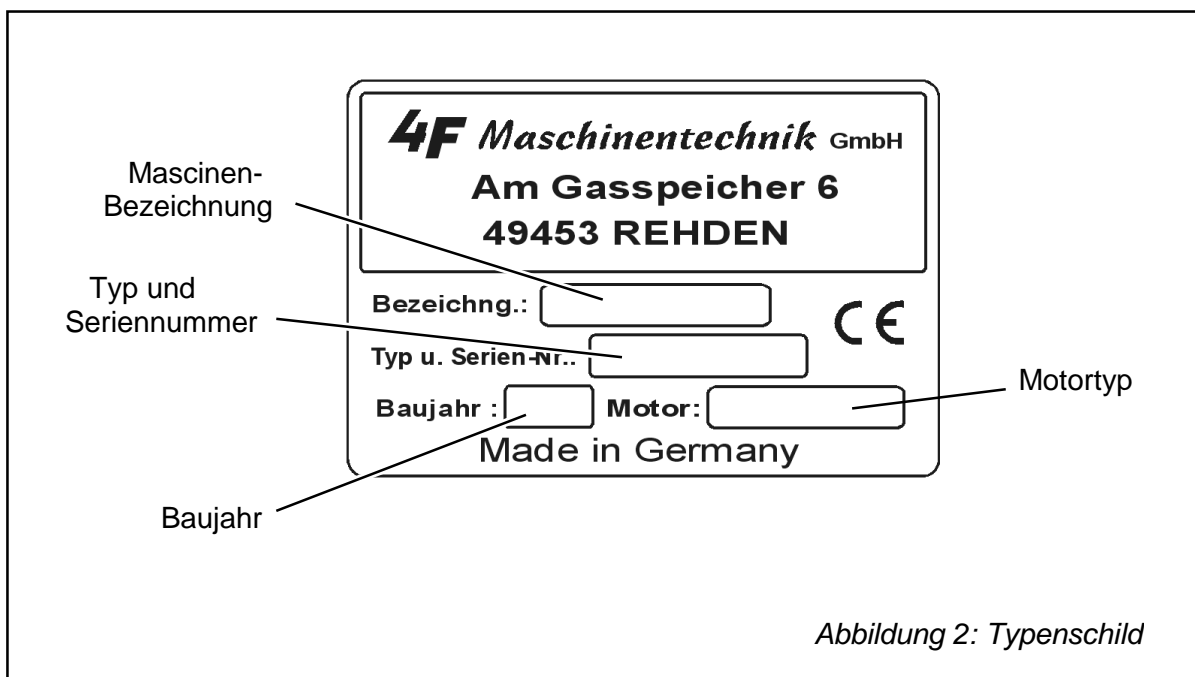 4F Maschinentechnik GmbH
Am Gasspeicher 6
49453 REHDEN
Mascinen-
Bezeichnung
Bezeichng.:
CE
Typ und
Seriennummer
Typ u. Serien-Nr.:
Baujahr : Motor:
Motortyp
Made in Germany
Baujahr
Abbildung 2: Typenschild